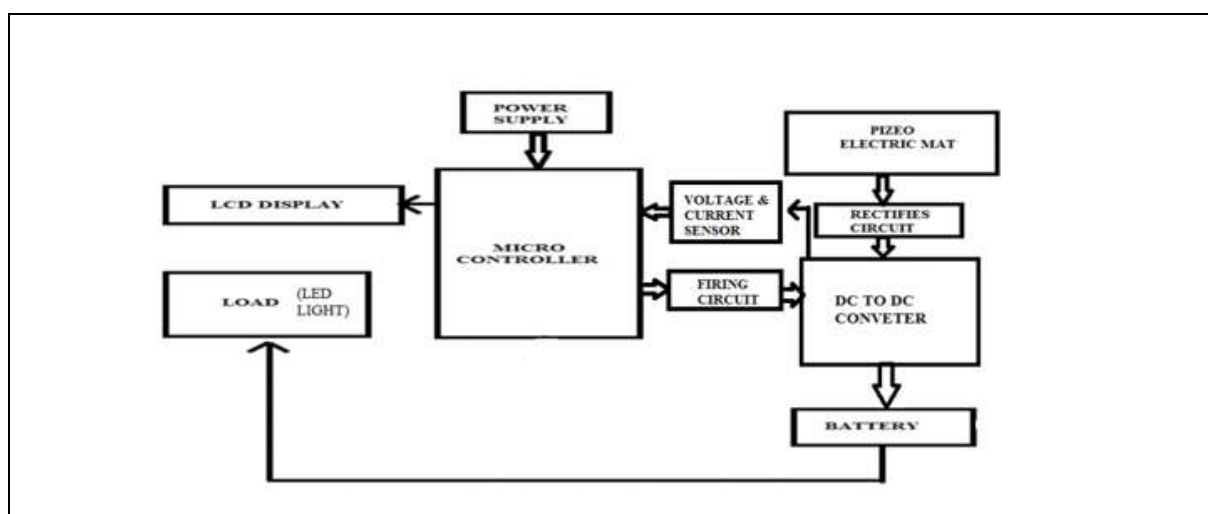 POWER
SUPPLY
PIZEO
ELECTRIC MAT
LCD DISPLAY
VOLTAGE &
CURRENT
SENSOR
RECTIFIES
CIRCUIT
MICRO
CONTROLLER
LOAD
(LED
LIGHT)
FIRING
CIRCUIT
DC TO DC
CONVETER
BATTERY